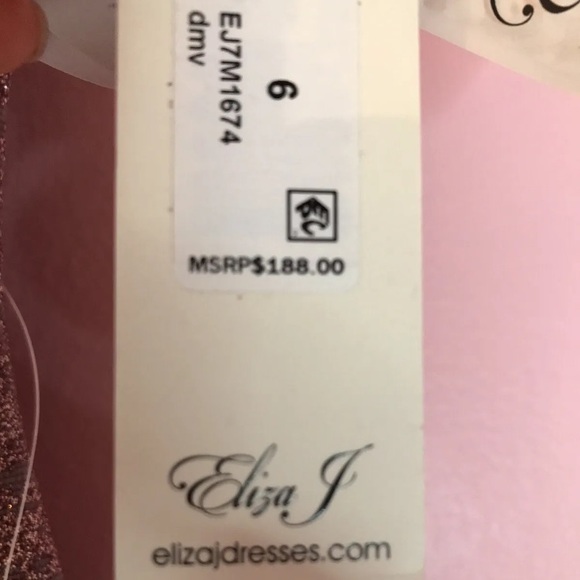 EJ7M1674
dmv
6
MSRP$188.00
Eliza J
elizajdresses.com